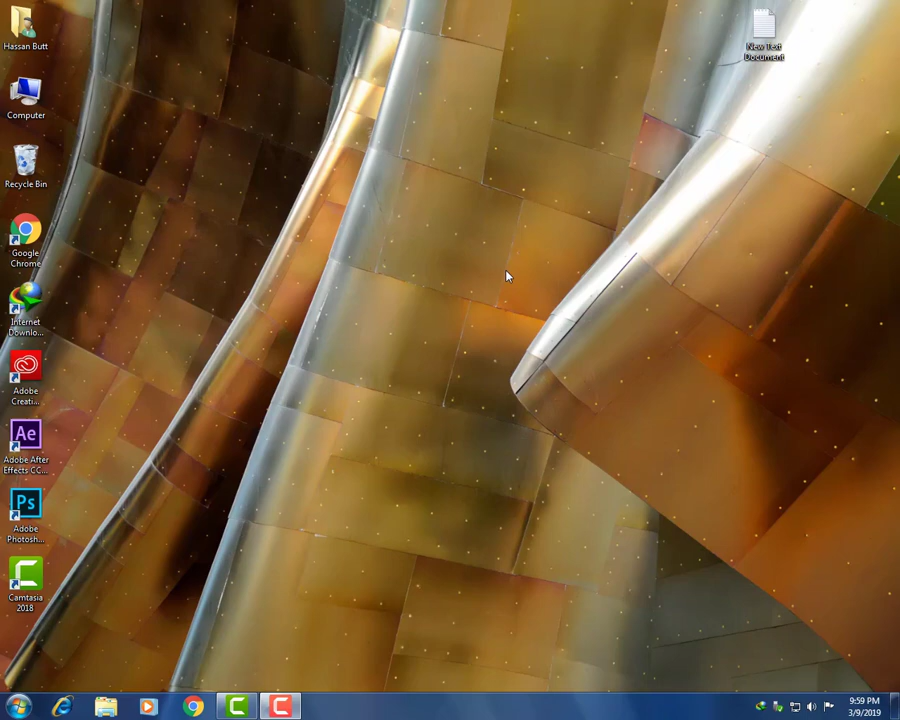 Hassan Butt
New Text
Document
Computer
Recycle Bin
Google
Chrome
Internet
Downlo...
Adobe
Creati...
Ae
Adobe After
Effects CC...
Ps
Adobe
Photosh...
Camtasia
2018
9:59 PM
3/9/2019